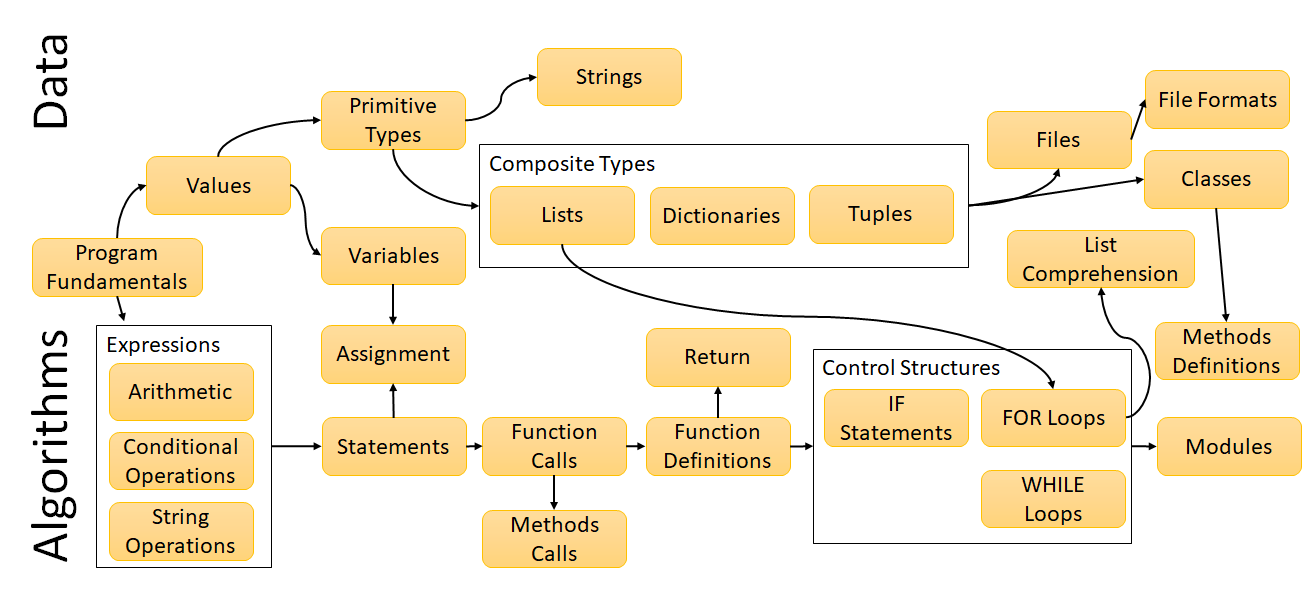 Data
Strings
Primitive
Types
File Formats
Files
Composite Types
Values
Lists
Dictionaries
Tuples
Classes
Program
Fundamentals
Variables
List
Comprehension
Algorithms
Expressions
Arithmetic
Conditional
Operations
String
Operations
Assignment
Return
Control Structures
IF
Statements
FOR Loops
WHILE
Loops
Methods
Definitions
Statements
Function
Calls
Function
Definitions
Modules
Methods
Calls